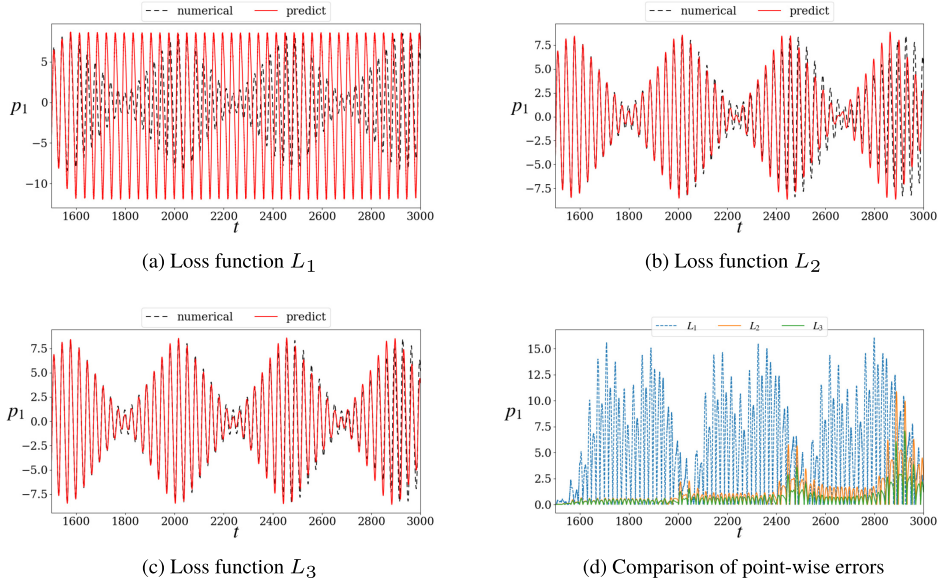 numerical predict
5
0
−5
−10
p1
1600 1800 2000 2200 2400 2600 2800 3000
t
(a) Loss function L1
numerical predict
7.5
5.0
2.5
0.0
−2.5
−5.0
−7.5
p1
1600 1800 2000 2200 2400 2600 2800 3000
t
(b) Loss function L2
numerical predict
7.5
5.0
2.5
0.0
−2.5
−5.0
−7.5
p1
1600 1800 2000 2200 2400 2600 2800 3000
t
(c) Loss function L3
L1 L2 L3
15.0
12.5
10.0
7.5
5.0
2.5
0.0
p1
1600 1800 2000 2200 2400 2600 2800 3000
t
(d) Comparison of point-wise errors